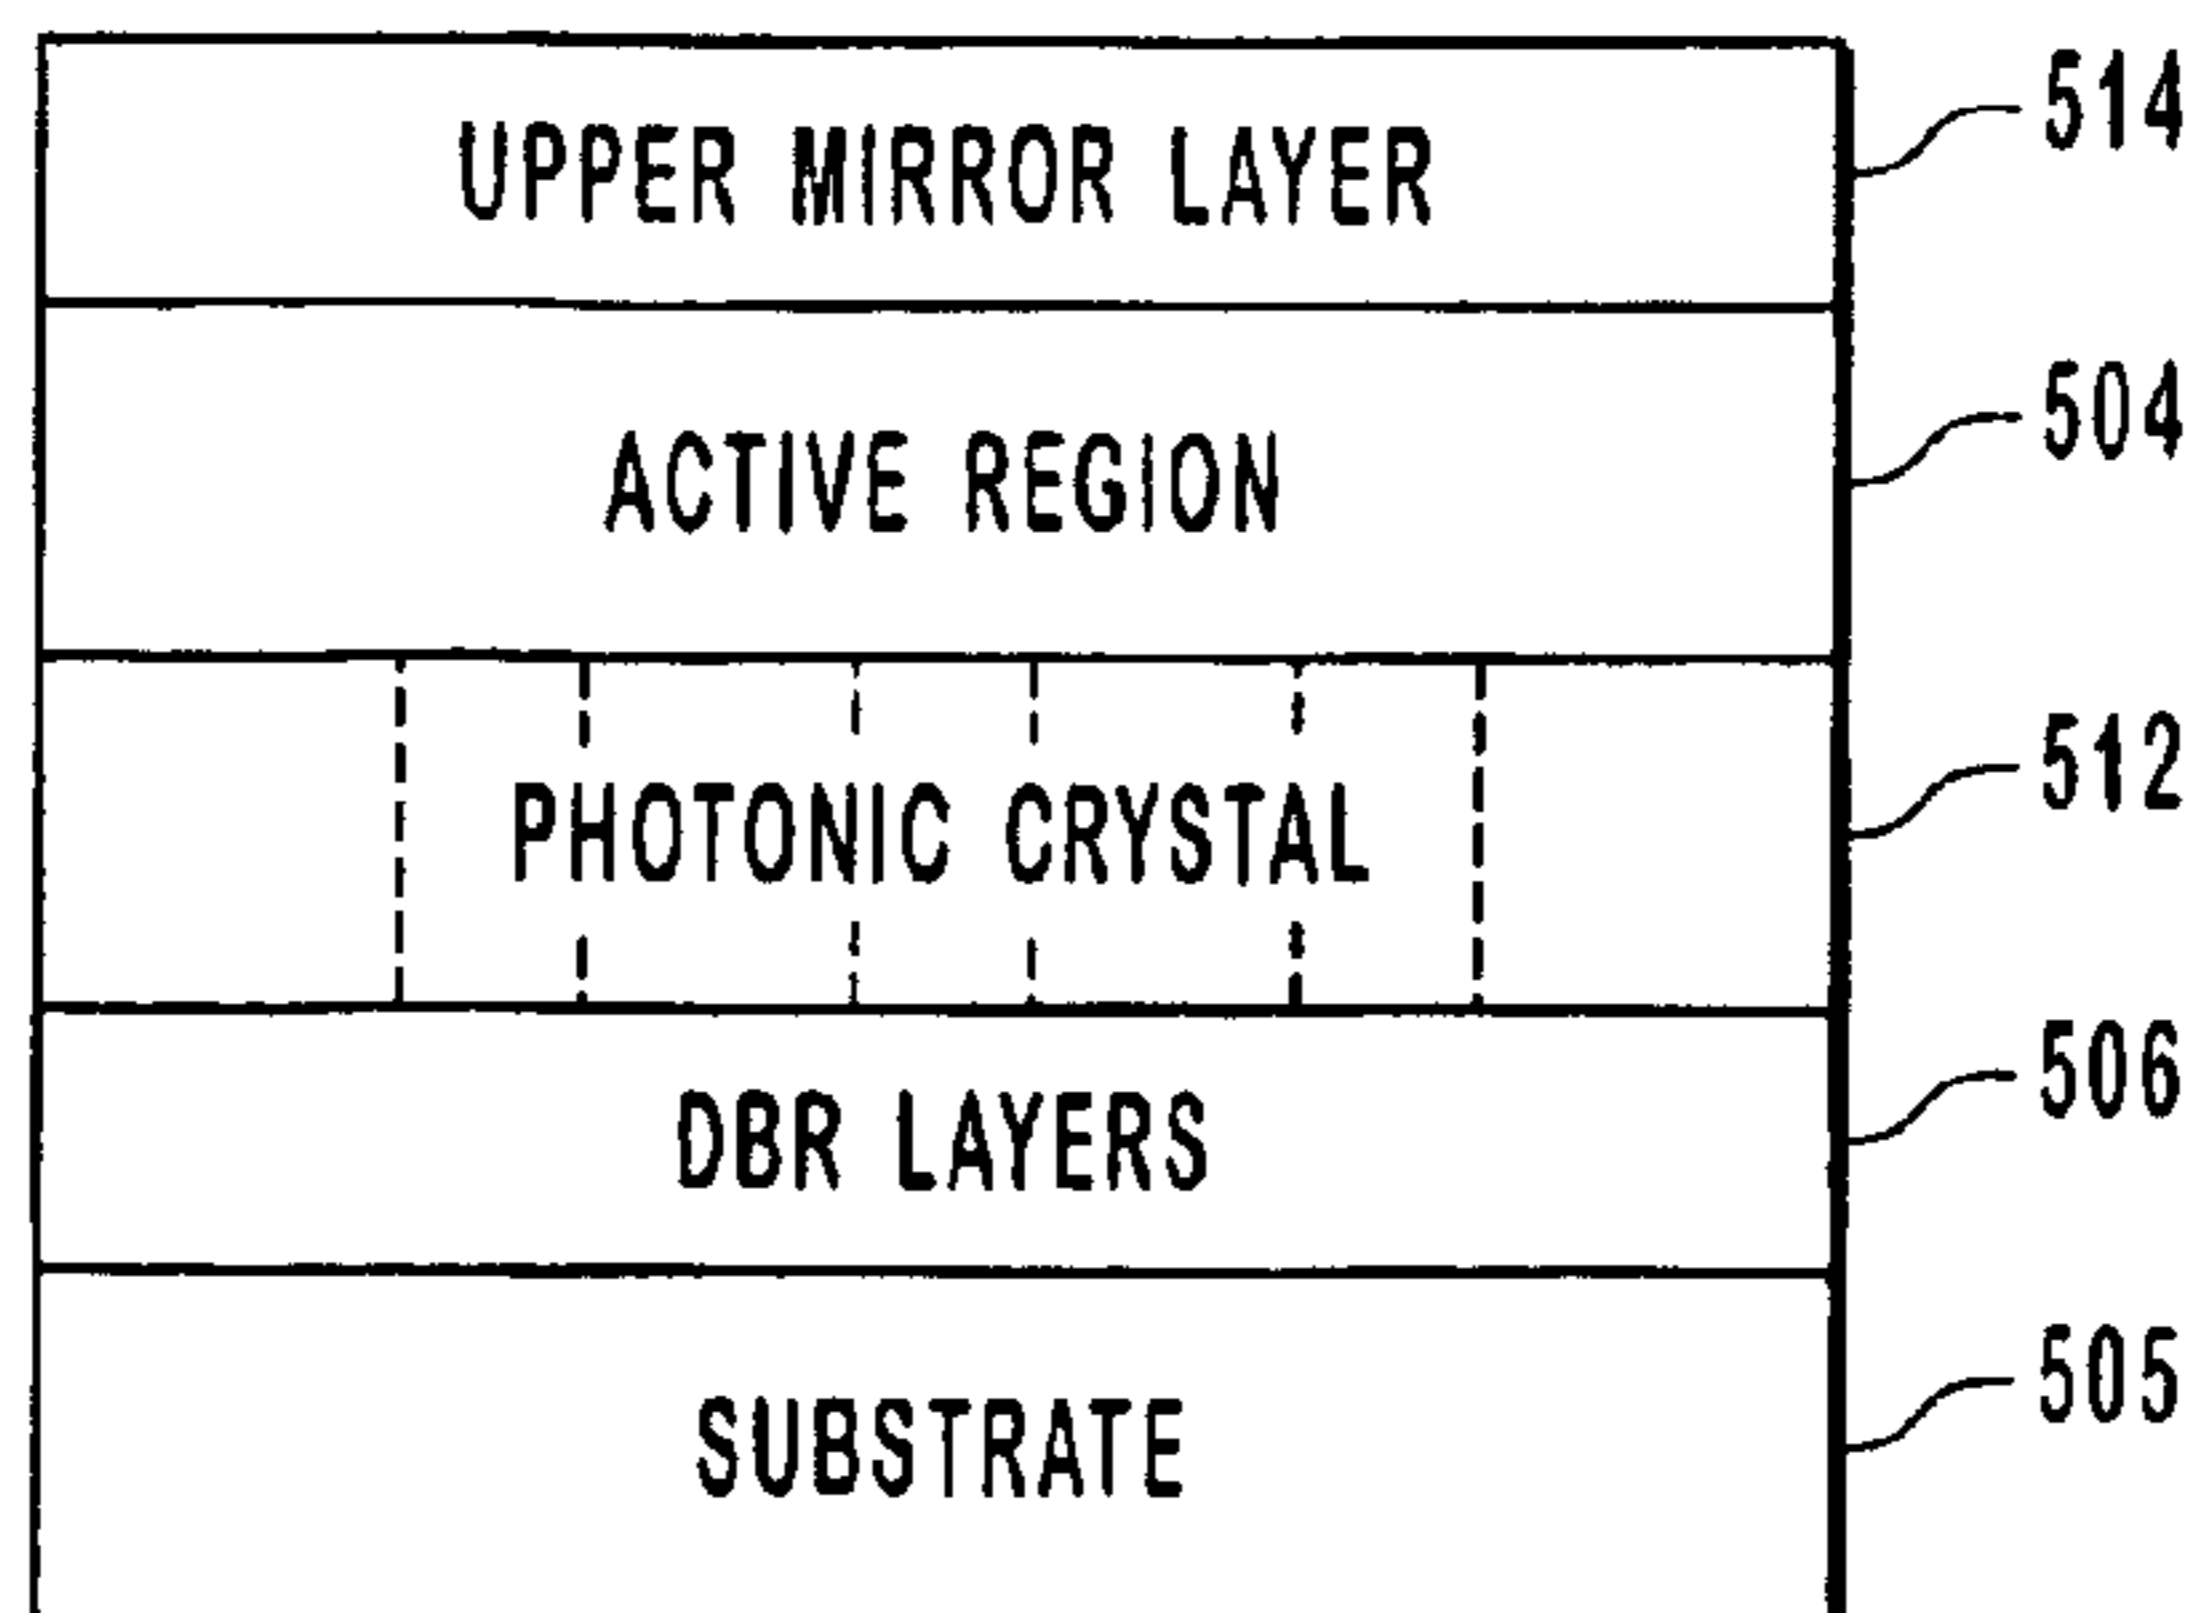 514
UPPER MIRROR LAYER
504
ACTIVE REGION
512
PHOTONIC CRYSTAL
506
DBR LAYERS
505
SUBSTRATE